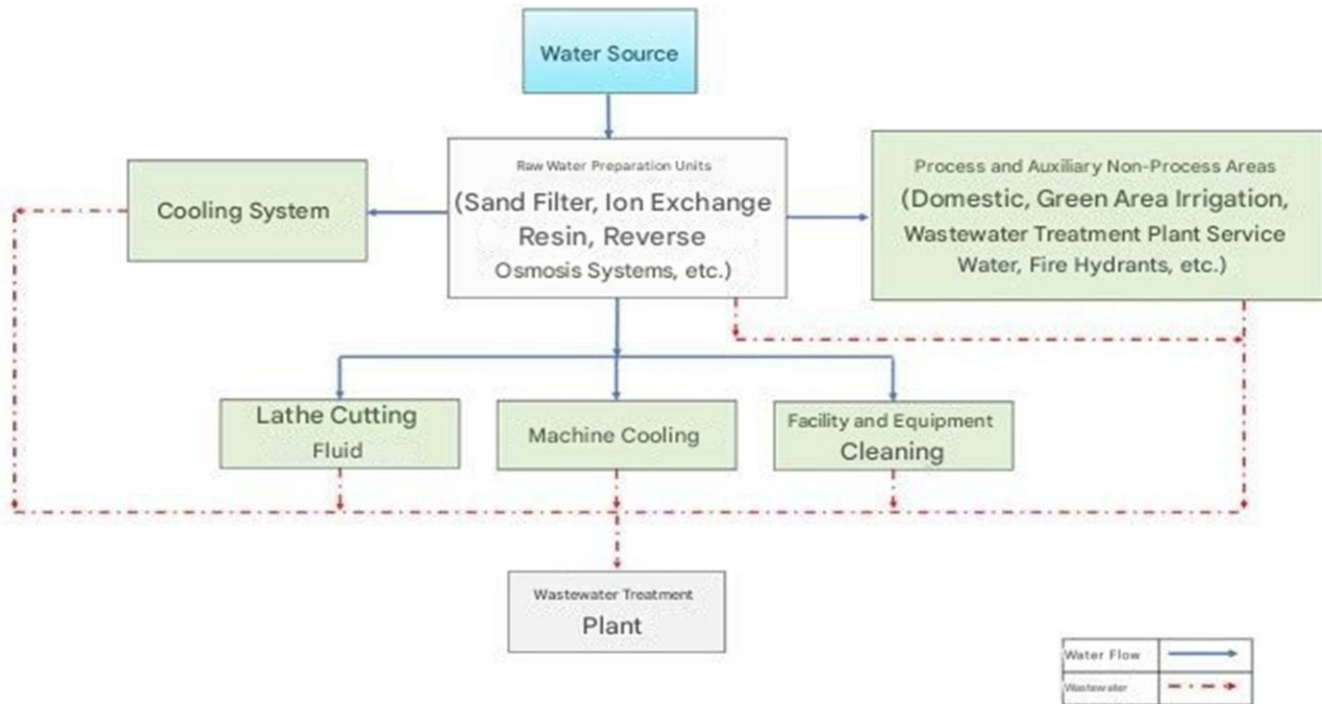 Water Source
Raw Water Preparation Units
(Sand Filter, Ion Exchange
Resin, Reverse
Osmosis Systems, etc.)
Process and Auxiliary Non-Process Areas
(Domestic, Green Area Irrigation,
Wastewater Treatment Plant Service
Water, Fire Hydrants, etc.)
Cooling System
Lathe Cutting
Fluid
Machine Cooling
Facility and Equipment
Cleaning
Wastewater Treatment
Plant
Water Flow
Wastewater